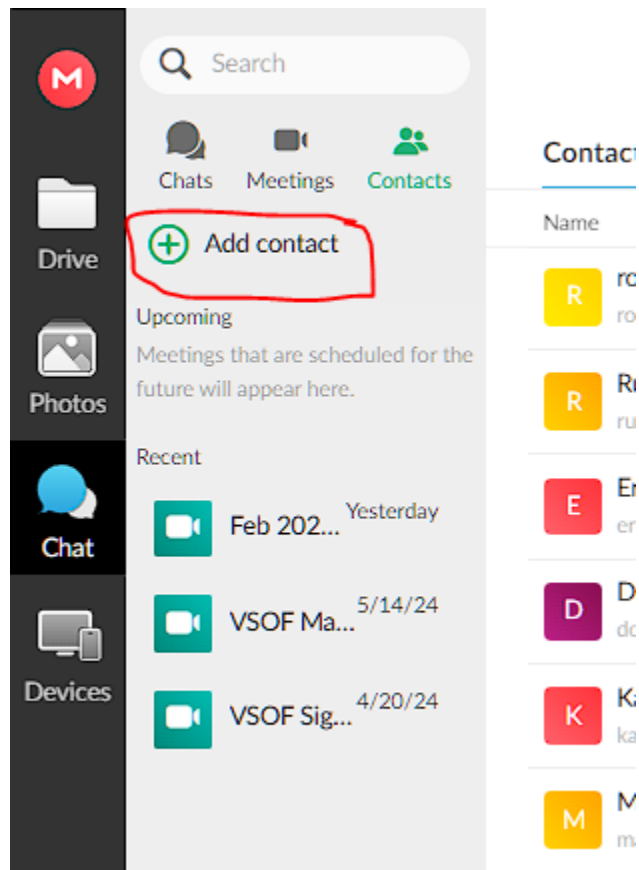 M
Drive
Photos
Chat
Devices
Search
Chats
Meetings
Contacts
Add contact
Upcoming
Meetings that are scheduled for the
future will appear here.
Recent
Feb 202... Yesterday
VSOF Ma... 5/14/24
VSOF Sig... 4/20/24
Name
R
R
E
D
K
M